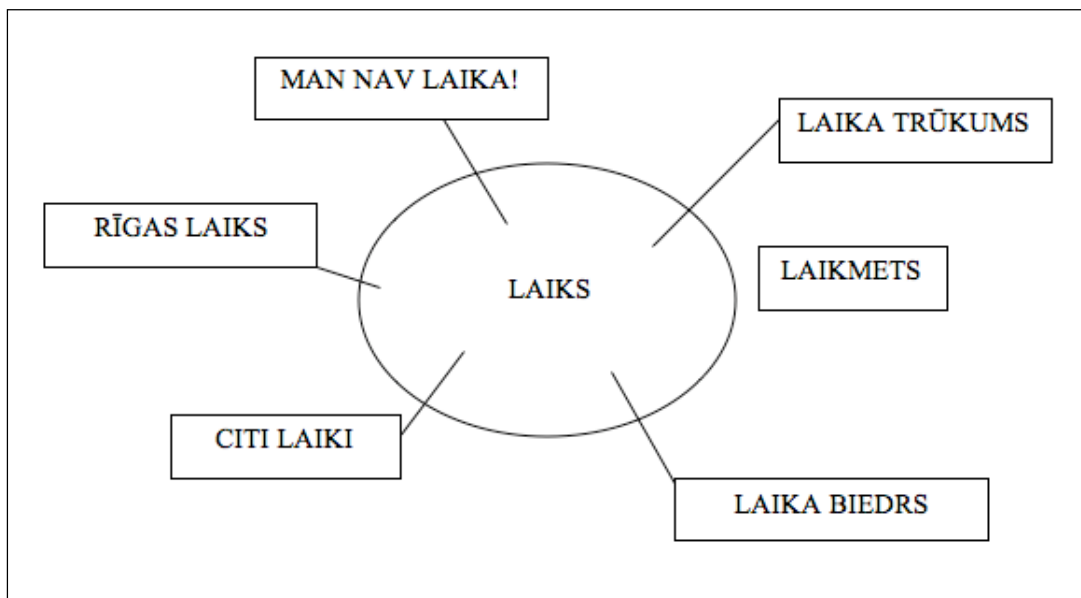 MAN NAV LAIKA!
LAIKA TRŪKUMS
RĪGAS LAIKS
LAIKMETS
LAIKS
CITI LAIKI
LAIKA BIEDRS